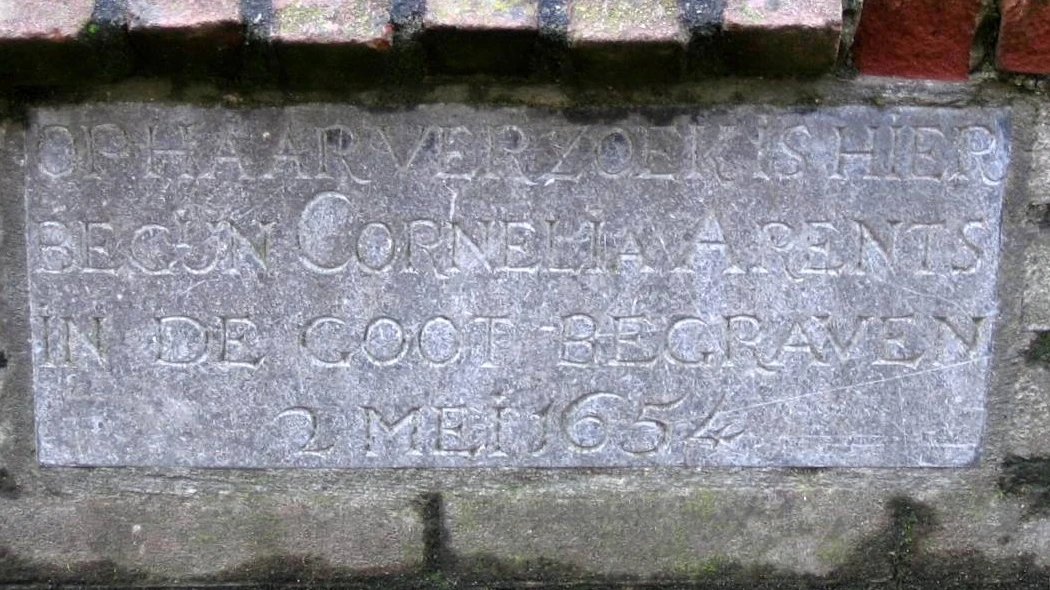 OP HAAR VERZOEK IS HIER
BEGIJN CORNELIA ARENTS
IN DE GOOT BEGRAVEN
2 MEI 1654